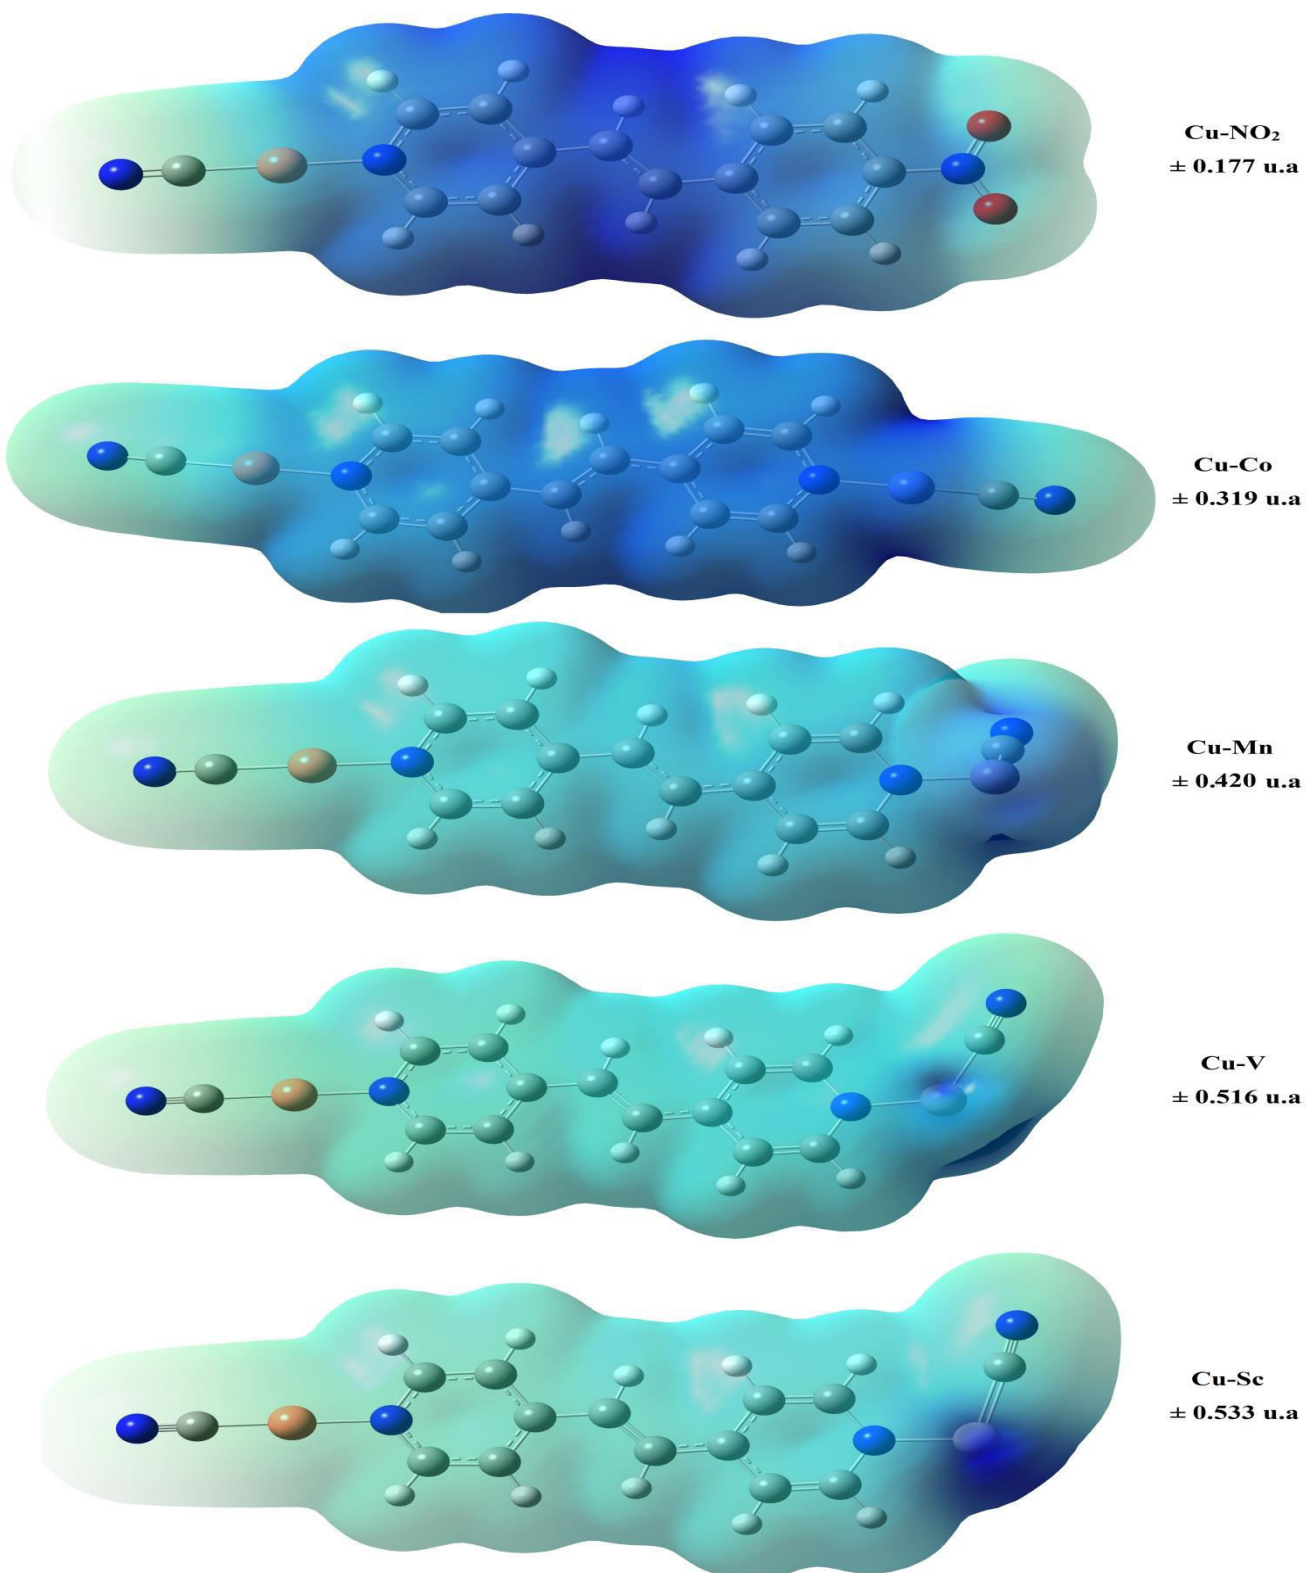 Cu-NO₂
± 0.177 u.a
Cu-Co
± 0.319 u.a
Cu-Mn
± 0.420 u.a
Cu-V
± 0.516 u.a
Cu-Sc
± 0.533 u.a